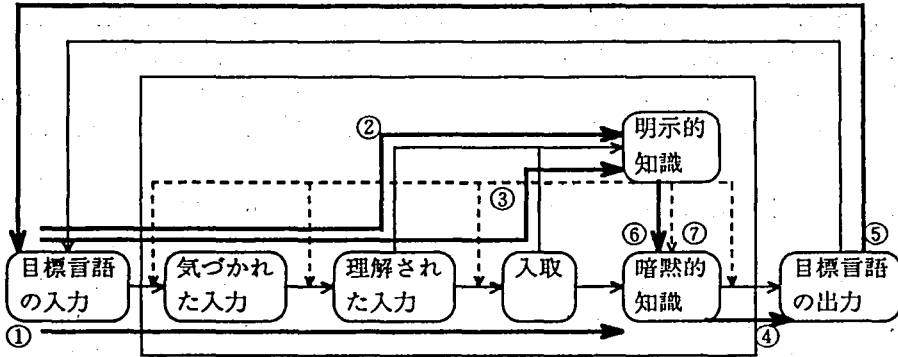 ②
明示的
知識
③
⑥
⑦
⑤
目標言語
の入力
気づかれ
た入力
理解され
た入力
入取
暗黙的
知識
目標言語
の出力
①
④